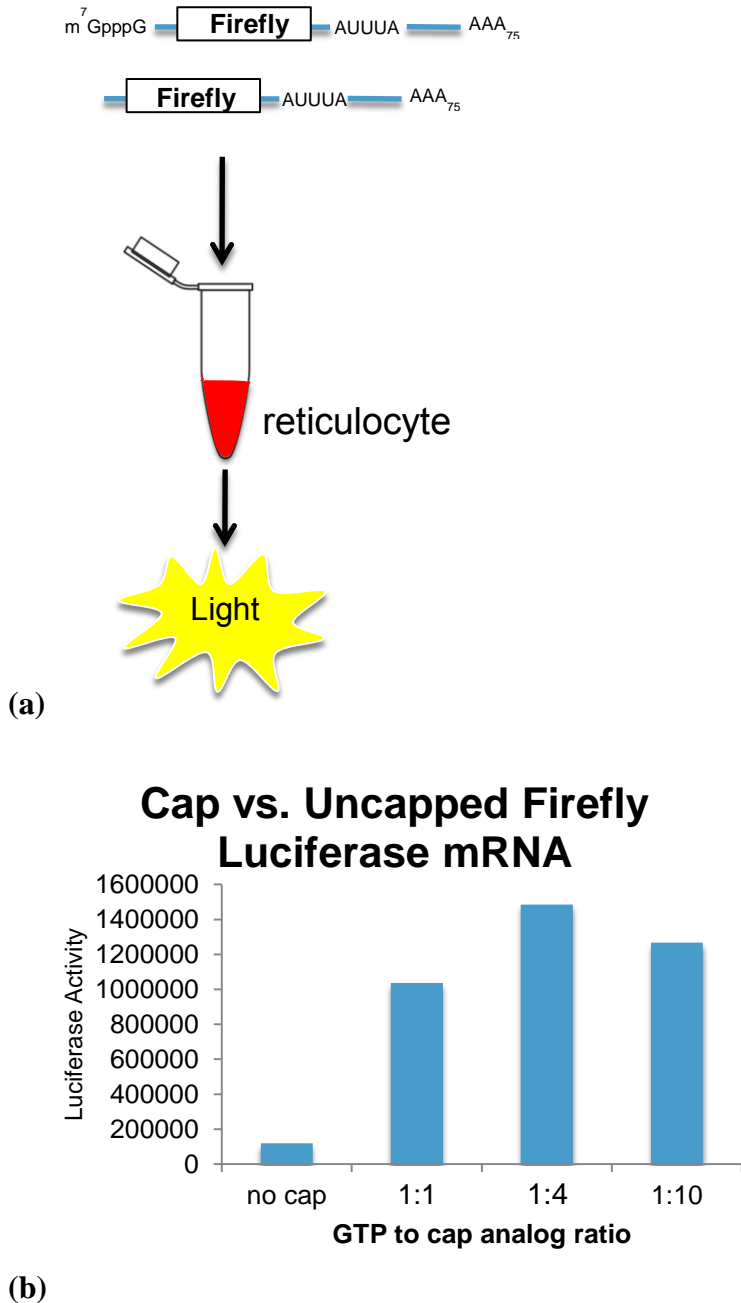 m7GpppG Firefly AUUUA AAA75
Firefly AUUUA AAA75
reticulocyte
Light
(a)
Cap vs. Uncapped Firefly
Luciferase mRNA
Luciferase Activity
1600000
1400000
1200000
1000000
800000
600000
400000
200000
0
no cap 1:1 1:4 1:10
GTP to cap analog ratio
(b)